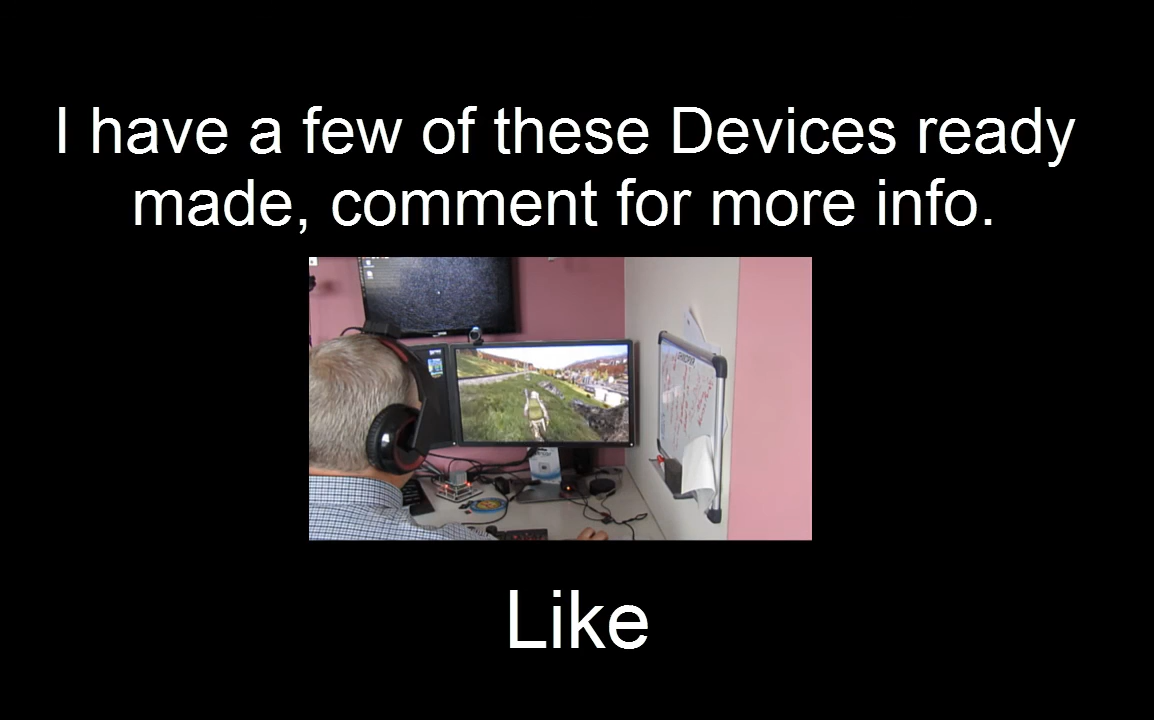 I have a few of these Devices ready
made, comment for more info.
Like